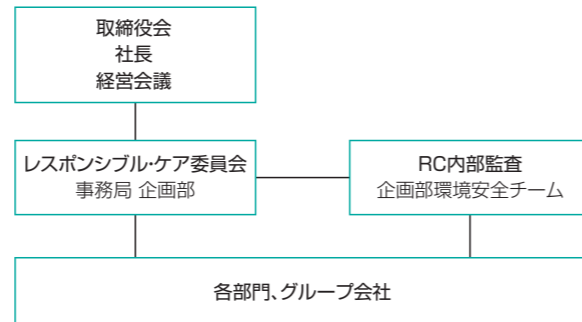 取締役会
社長
経営会議
レスポンシブル・ケア委員会
事務局 企画部
RC内部監査
企画部環境安全チーム
各部門、グループ会社